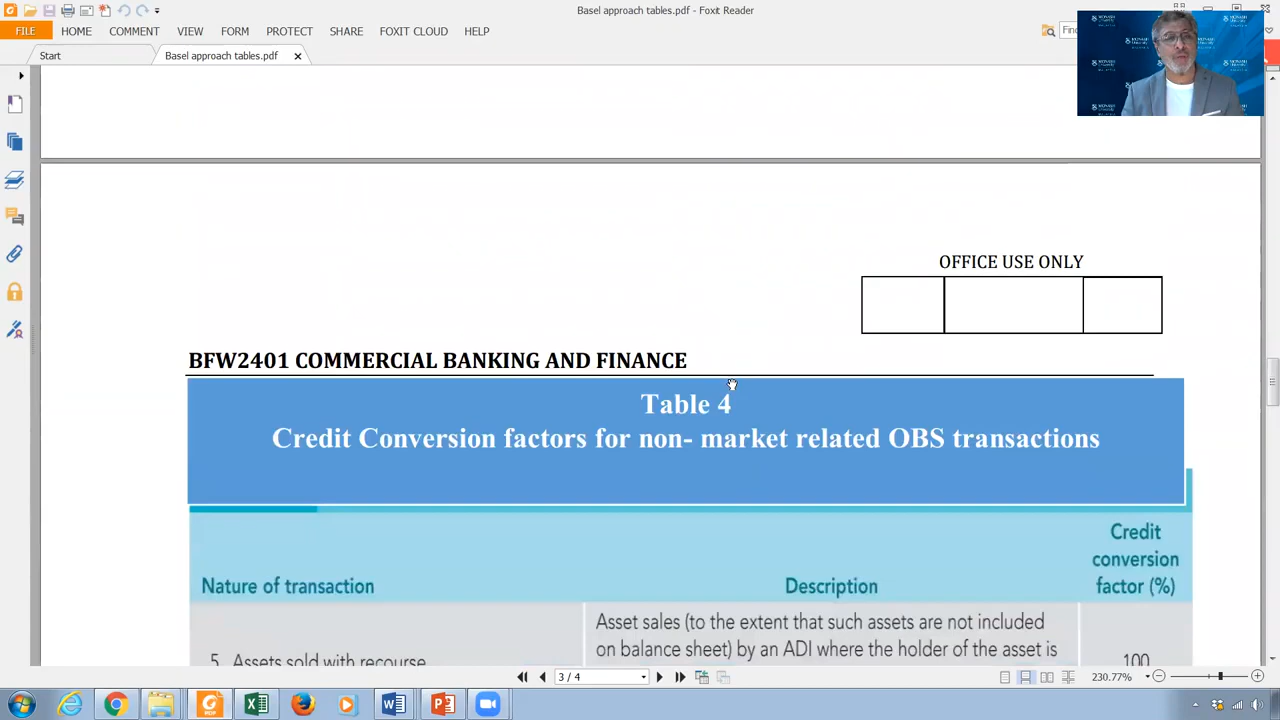 Basel approach tables.pdf - Foxit Reader
FILE
HOME
COMMENT
VIEW
FORM
PROTECT
SHARE
FOXIT CLOUD
HELP
Find
Start
Basel approach tables.pdf
MONASH University
OFFICE USE ONLY
BFW2401 COMMERCIAL BANKING AND FINANCE
Table 4
Credit Conversion factors for non- market related OBS transactions
Credit
conversion
Nature of transaction
Description
factor (%)
Asset sales (to the extent that such assets are not included
on balance sheet) by an ADI where the holder of the asset is
5. Assets sold with recourse
100
3 / 4
230.77%